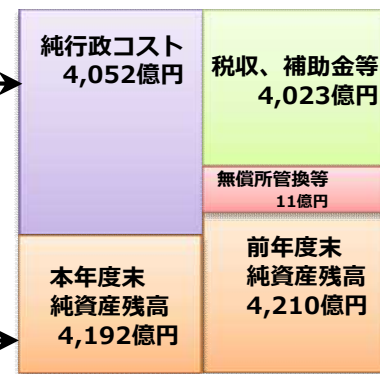 純行政コスト
4,052億円
税収、補助金等
4,023億円
無償所管換等
11億円
本年度末
純資産残高
4,192億円
前年度末
純資産残高
4,210億円